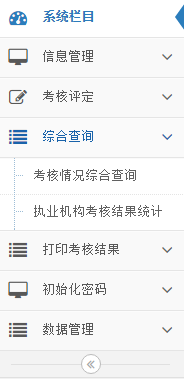 系统栏目
信息管理
考核评定
综合查询
考核情况综合查询
执业机构考核结果统计
打印考核结果
初始化密码
数据管理